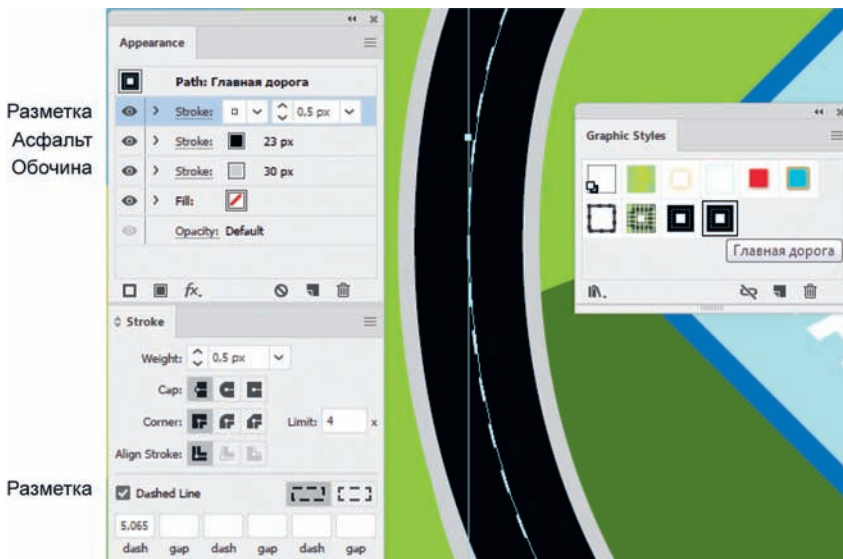 Appearance
Path: Главная дорога
Разметка
Stroke: 0,5 px
Асфальт
Stroke: 23 px
Обочина
Stroke: 30 px
Fill:
Opacity: Default
fx.
Stroke
Weight: 0,5 px
Cap:
Corner: Limit: 4 x
Align Stroke:
Разметка
Dashed Line
5,065
dash gap dash gap dash gap
Graphic Styles
Главная дорога